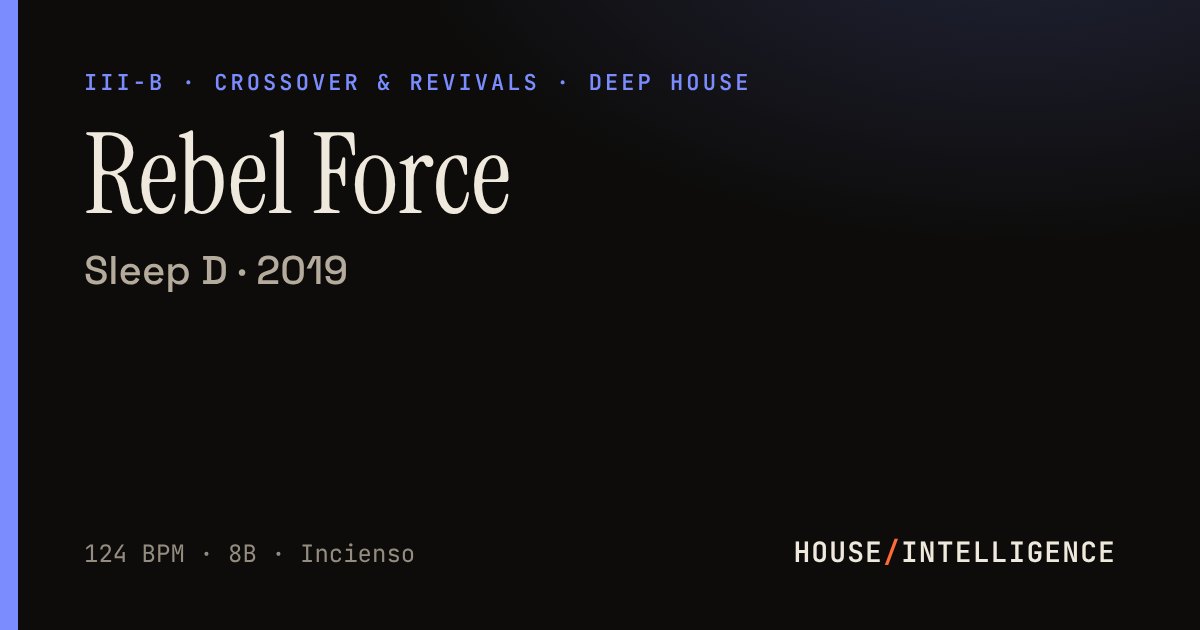 III-B · CROSSOVER & REVIVALS · DEEP HOUSE
Rebel Force
Sleep D · 2019
124 BPM · 8B · Incienso
HOUSE/INTELLIGENCE